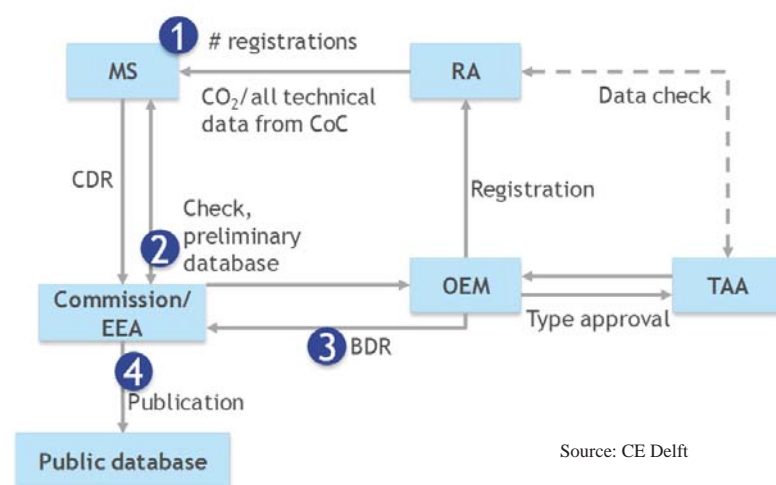 1 # registrations
MS
RA
CO₂/all technical
data from CoC
Data check
CDR
Registration
Check,
preliminary
2 database
Commission/
EEA
OEM
TAA
Type approval
3 BDR
4
Publication
Public database
Source: CE Delft